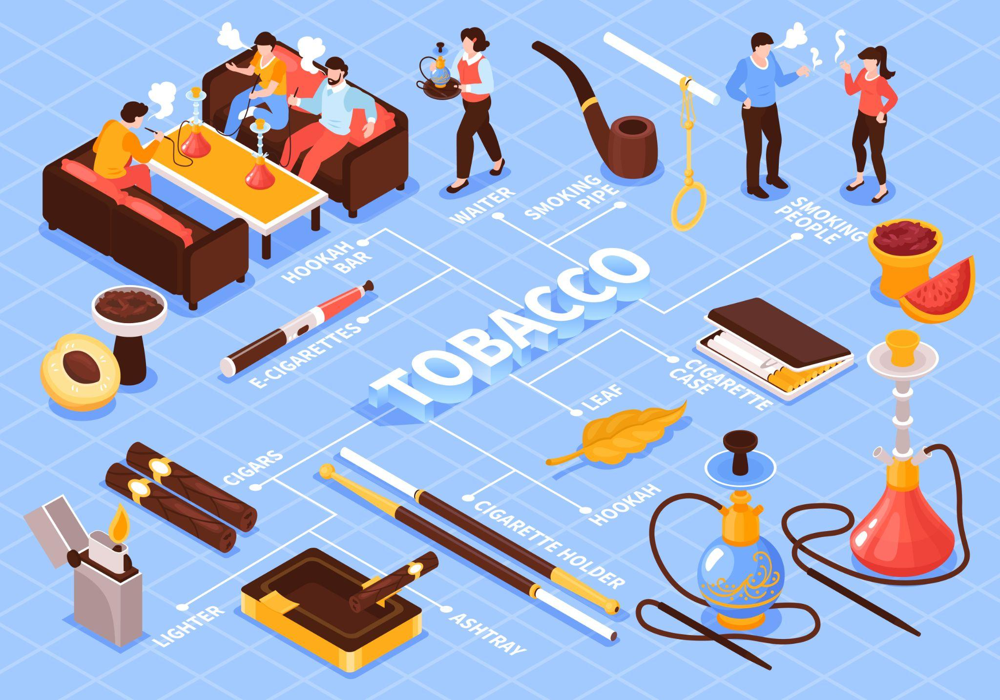 WAITER
SMOKING
PIPE
SMOKING
PEOPLE
HOOKAH
BAR
E-CIGARETTES
TOBACCO
CIGARETTE
CASE
LEAF
CIGARS
CIGARETTE HOLDER
HOOKAH
LIGHTER
ASHTRAY